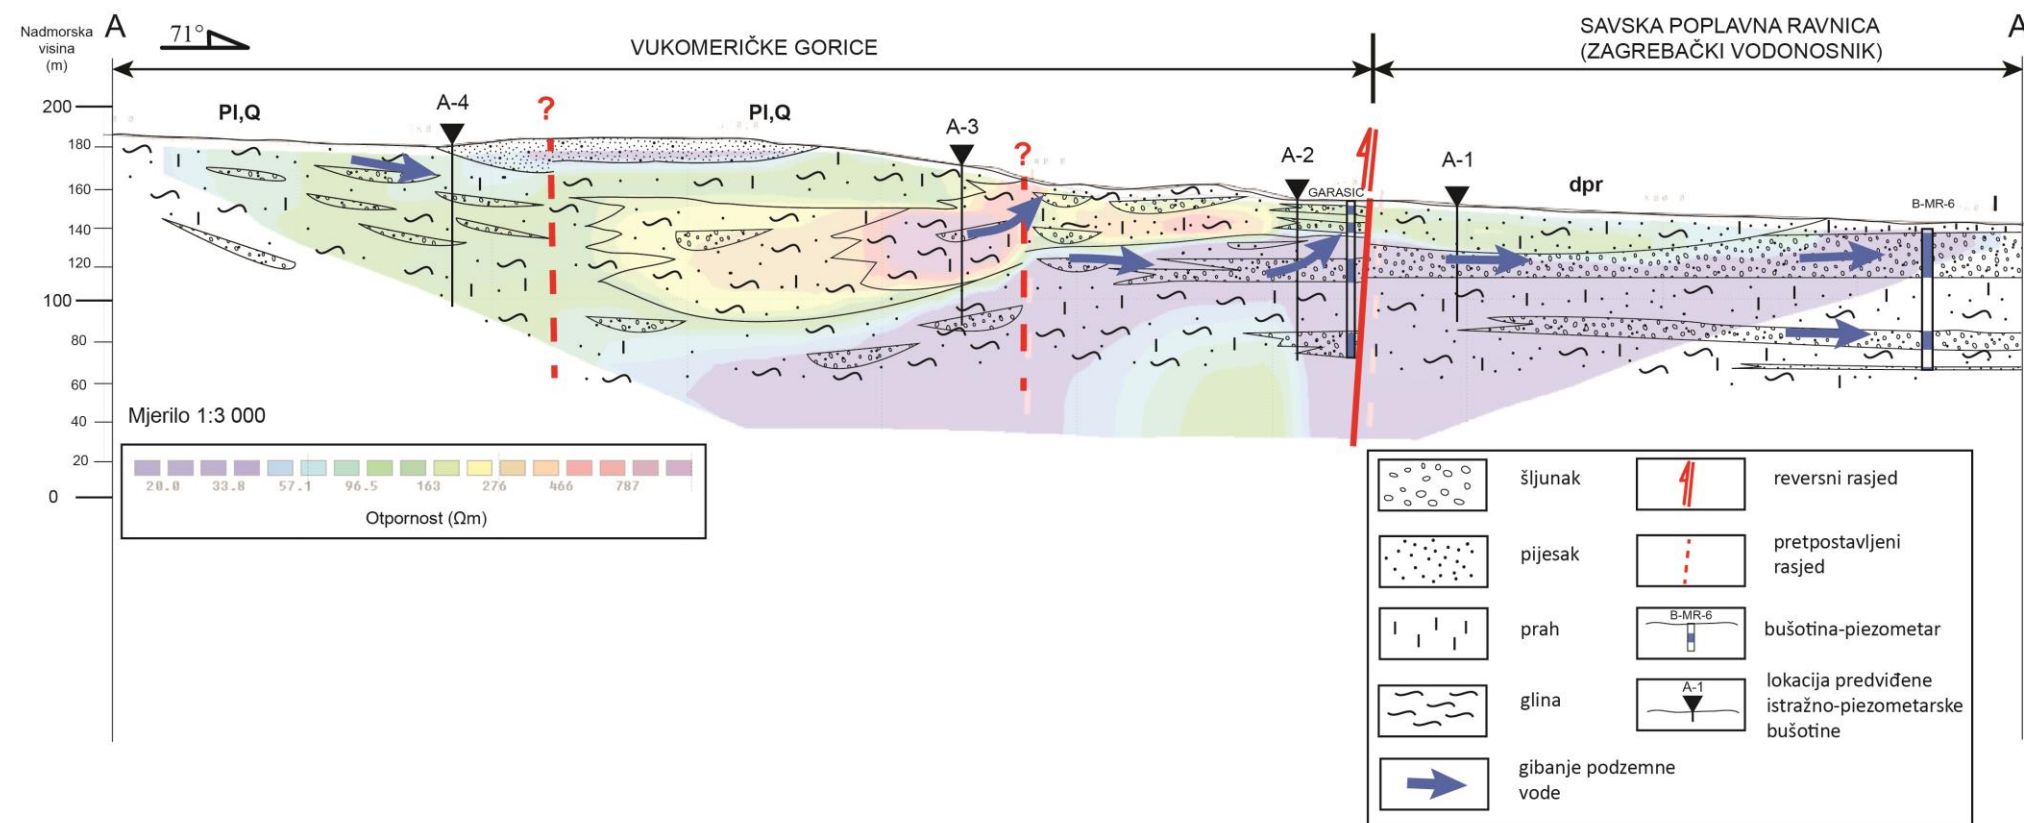 A
A
Nadmorska
visina
(m)
71°
VUKOMERIČKE GORICE
SAVSKA POPLAVNA RAVNICA
(ZAGREBAČKI VODONOSNIK)
200
180
160
140
120
100
80
60
40
20
0
Pl,Q
A-4
?
Pl,Q
A-3
?
A-2
GARASIC
A-1
dpr
B-MR-6
Mjerilo 1:3 000
20.0 33.8 57.1 96.5 163 276 466 787
Otpornost (Ωm)
šljunak
pijesak
prah
glina
gibanje podzemne
vode
reversni rasjed
pretpostavljeni
rasjed
B-MR-6
bušotina-piezometar
A-1
lokacija predviđene
istražno-piezometarske
bušotine